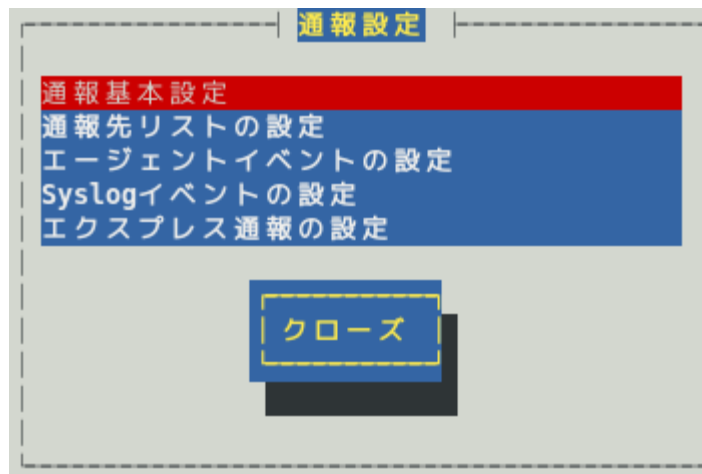 通報設定
通報基本設定
通報先リストの設定
エージェントイベントの設定
Syslogイベントの設定
エクスプレス通報の設定
クローズ